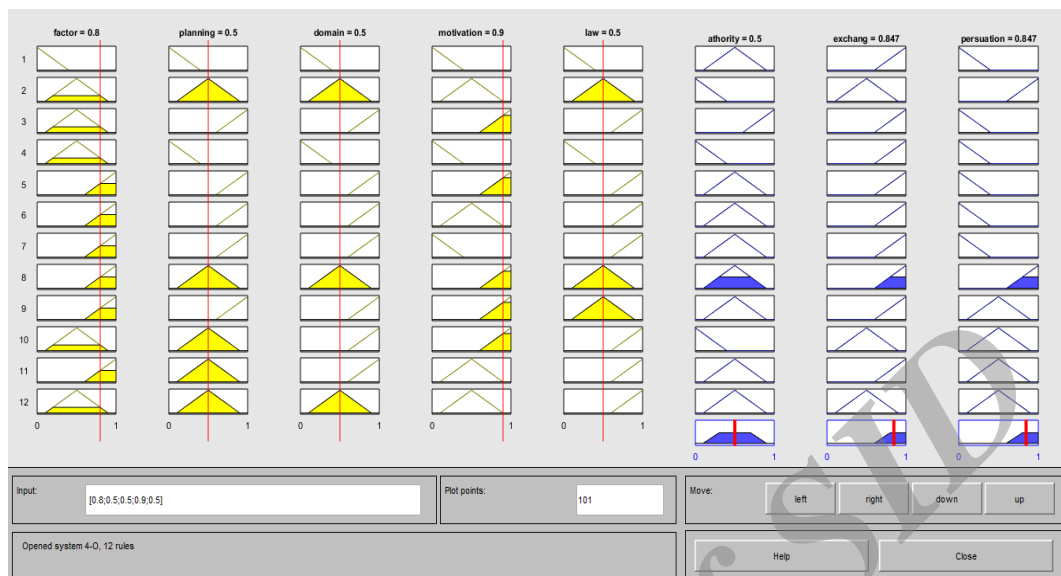 factor = 0.8 planning = 0.5 domain = 0.5 motivation = 0.9 law = 0.5 athority = 0.5 exchang = 0.847 persuation = 0.847
1
2
3
4
5
6
7
8
9
10
11
12
0 1 0 1 0 1 0 1 0 1
0 1 0 1 0 1
Input: [0.8;0.5;0.5;0.9;0.5] Plot points: 101 Move: left right down up
Opened system 4-O, 12 rules Help Close
SID